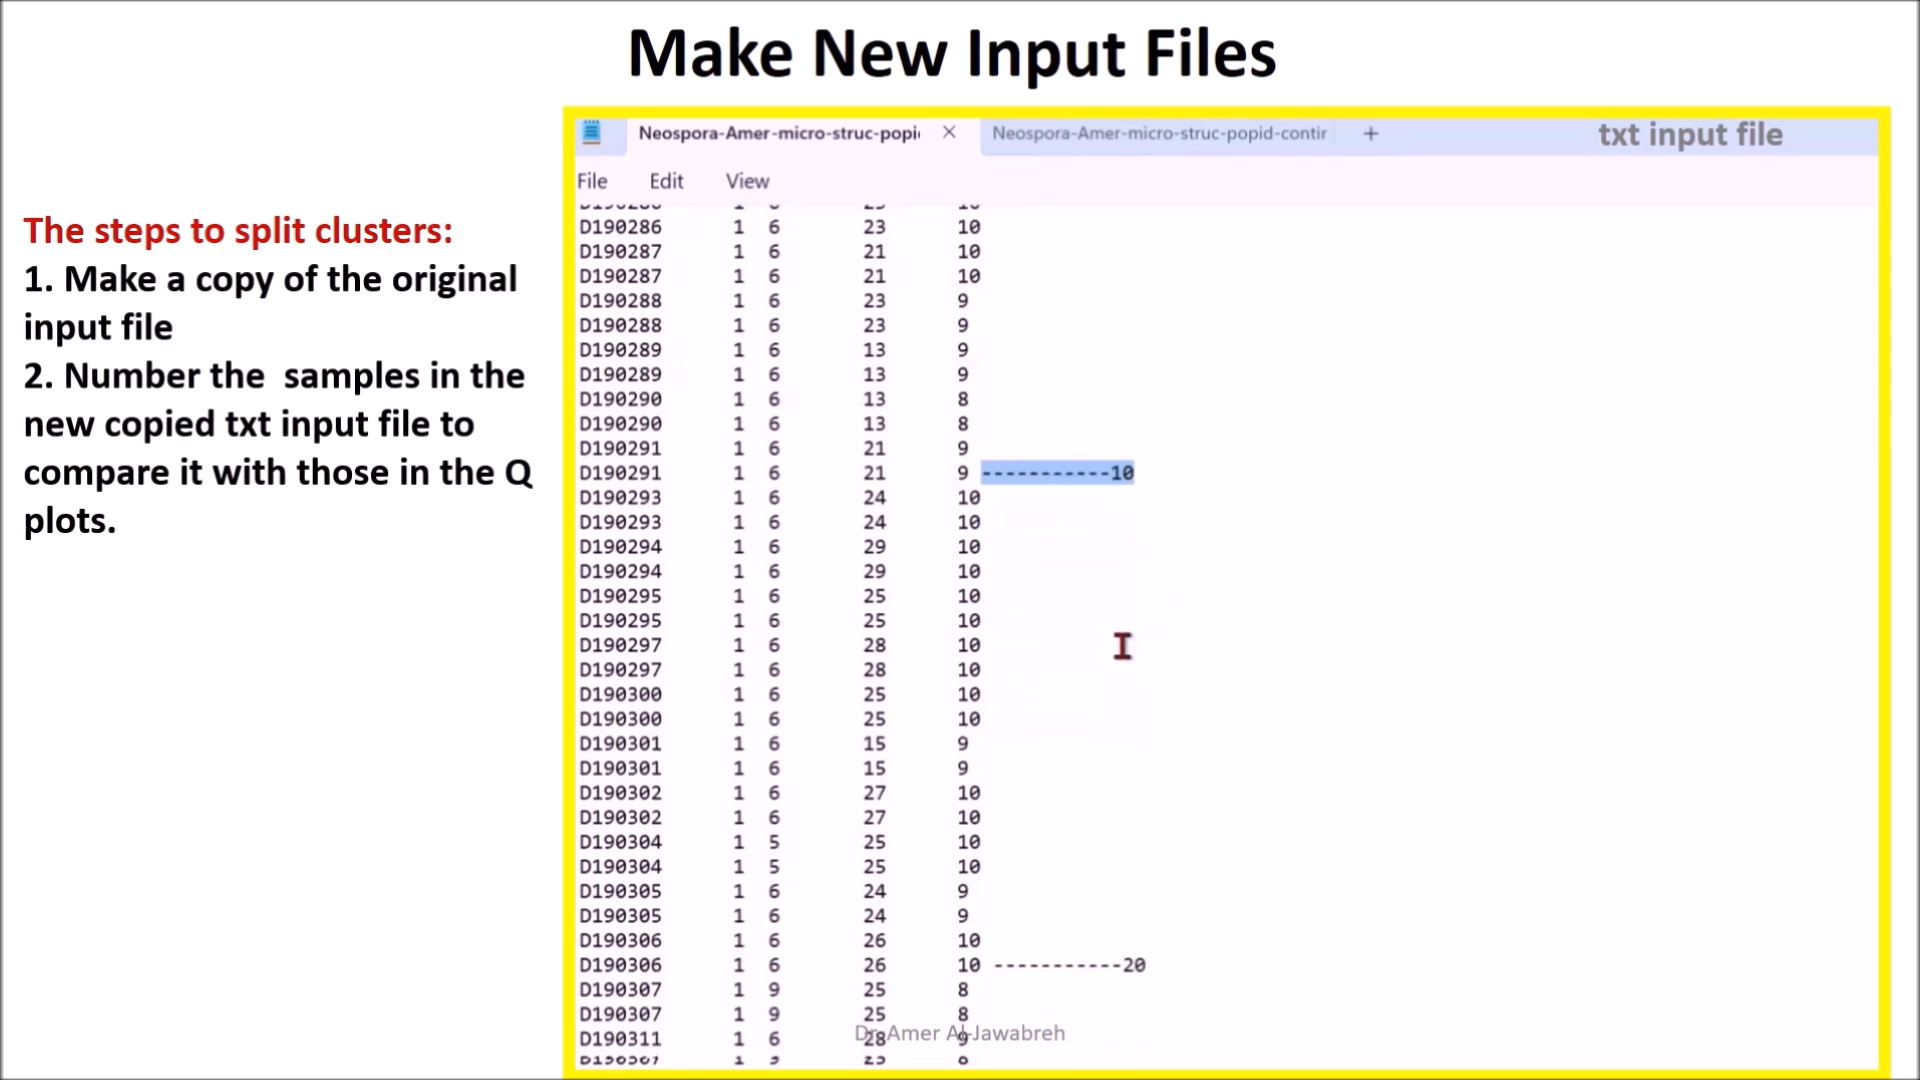 Make New Input Files
The steps to split clusters:
1. Make a copy of the original
input file
2. Number the  samples in the
new copied txt input file to
compare it with those in the Q
plots.
Neospora-Amer-micro-struc-popi
Neospora-Amer-micro-struc-popid-contir
txt input file
File Edit View
D190286 1 6 23 10
D190287 1 6 21 10
D190287 1 6 21 10
D190288 1 6 23 9
D190288 1 6 23 9
D190289 1 6 13 9
D190289 1 6 13 9
D190290 1 6 13 8
D190290 1 6 13 8
D190291 1 6 21 9
D190291 1 6 21 9 -----------10
D190293 1 6 24 10
D190293 1 6 24 10
D190294 1 6 29 10
D190294 1 6 29 10
D190295 1 6 25 10
D190295 1 6 25 10
D190297 1 6 28 10
D190297 1 6 28 10
D190300 1 6 25 10
D190300 1 6 25 10
D190301 1 6 15 9
D190301 1 6 15 9
D190302 1 6 27 10
D190302 1 6 27 10
D190304 1 5 25 10
D190304 1 5 25 10
D190305 1 6 24 9
D190305 1 6 24 9
D190306 1 6 26 10
D190306 1 6 26 10 -----------20
D190307 1 9 25 8
D190307 1 9 25 8
D190311 1 6 28 9
Dr. Amer Al-Jawabreh